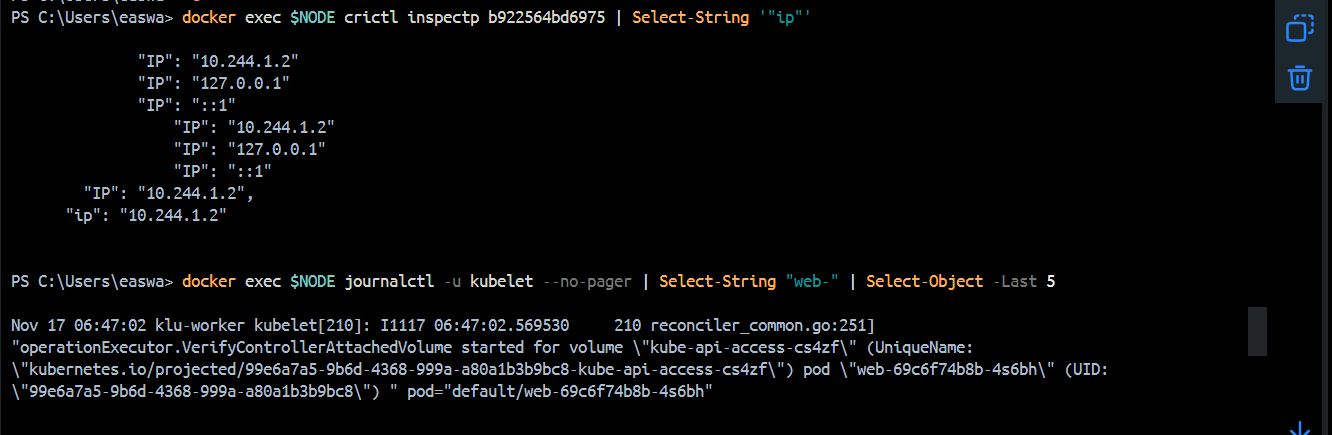 PS C:\Users\easwa> docker exec $NODE crictl inspectp b922564bd6975 | Select-String '"ip"'
"IP": "10.244.1.2"
"IP": "127.0.0.1"
"IP": "::1"
"IP": "10.244.1.2"
"IP": "127.0.0.1"
"IP": "::1"
"IP": "10.244.1.2",
"ip": "10.244.1.2"
PS C:\Users\easwa> docker exec $NODE journalctl -u kubelet --no-pager | Select-String "web-" | Select-Object -Last 5
Nov 17 06:47:02 klu-worker kubelet[210]: I1117 06:47:02.569530     210 reconciler_common.go:251]
"operationExecutor.VerifyControllerAttachedVolume started for volume \"kube-api-access-cs4zf\" (UniqueName:
\"kubernetes.io/projected/99e6a7a5-9b6d-4368-999a-a80a1b3b9bc8-kube-api-access-cs4zf\") pod \"web-69c6f74b8b-4s6bh\" (UID:
\"99e6a7a5-9b6d-4368-999a-a80a1b3b9bc8\") " pod="default/web-69c6f74b8b-4s6bh"